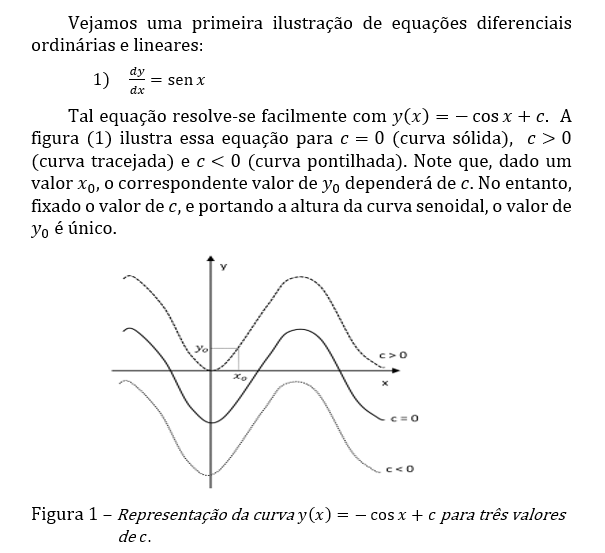 Vejamos uma primeira ilustração de equações diferenciais
ordinárias e lineares:
1) dy/dx = sen x
Tal equação resolve-se facilmente com y(x) = − cos x + c. A
figura (1) ilustra essa equação para c = 0 (curva sólida), c > 0
(curva tracejada) e c < 0 (curva pontilhada). Note que, dado um
valor x₀, o correspondente valor de y₀ dependerá de c. No entanto,
fixado o valor de c, e portando a altura da curva senoidal, o valor de
y₀ é único.
y
y₀
x₀
c > 0
x
c = 0
c < 0
Figura 1 – Representação da curva y(x) = − cos x + c para três valores
de c.